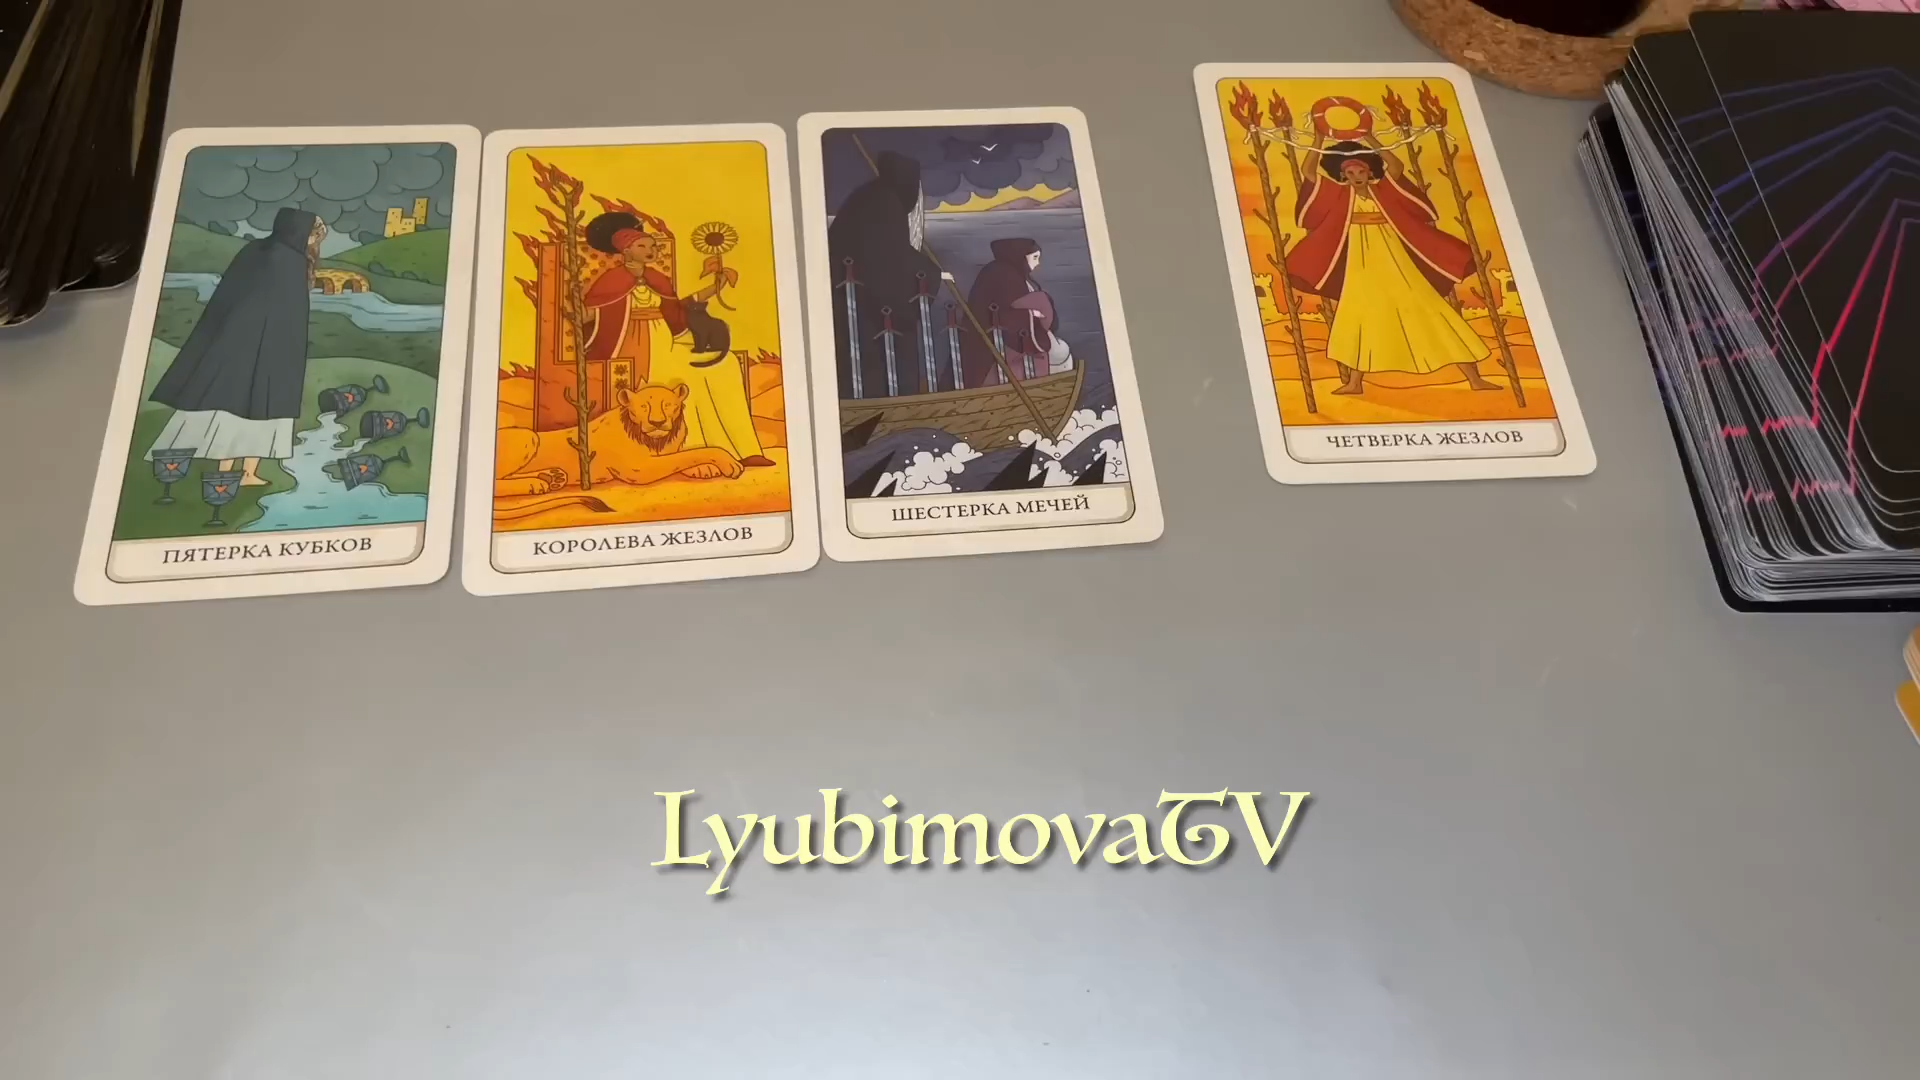 ПЯТЕРКА КУБКОВ
КОРОЛЕВА ЖЕЗЛОВ
ШЕСТЕРКА МЕЧЕЙ
ЧЕТВЕРКА ЖЕЗЛОВ
LyubimovaTV